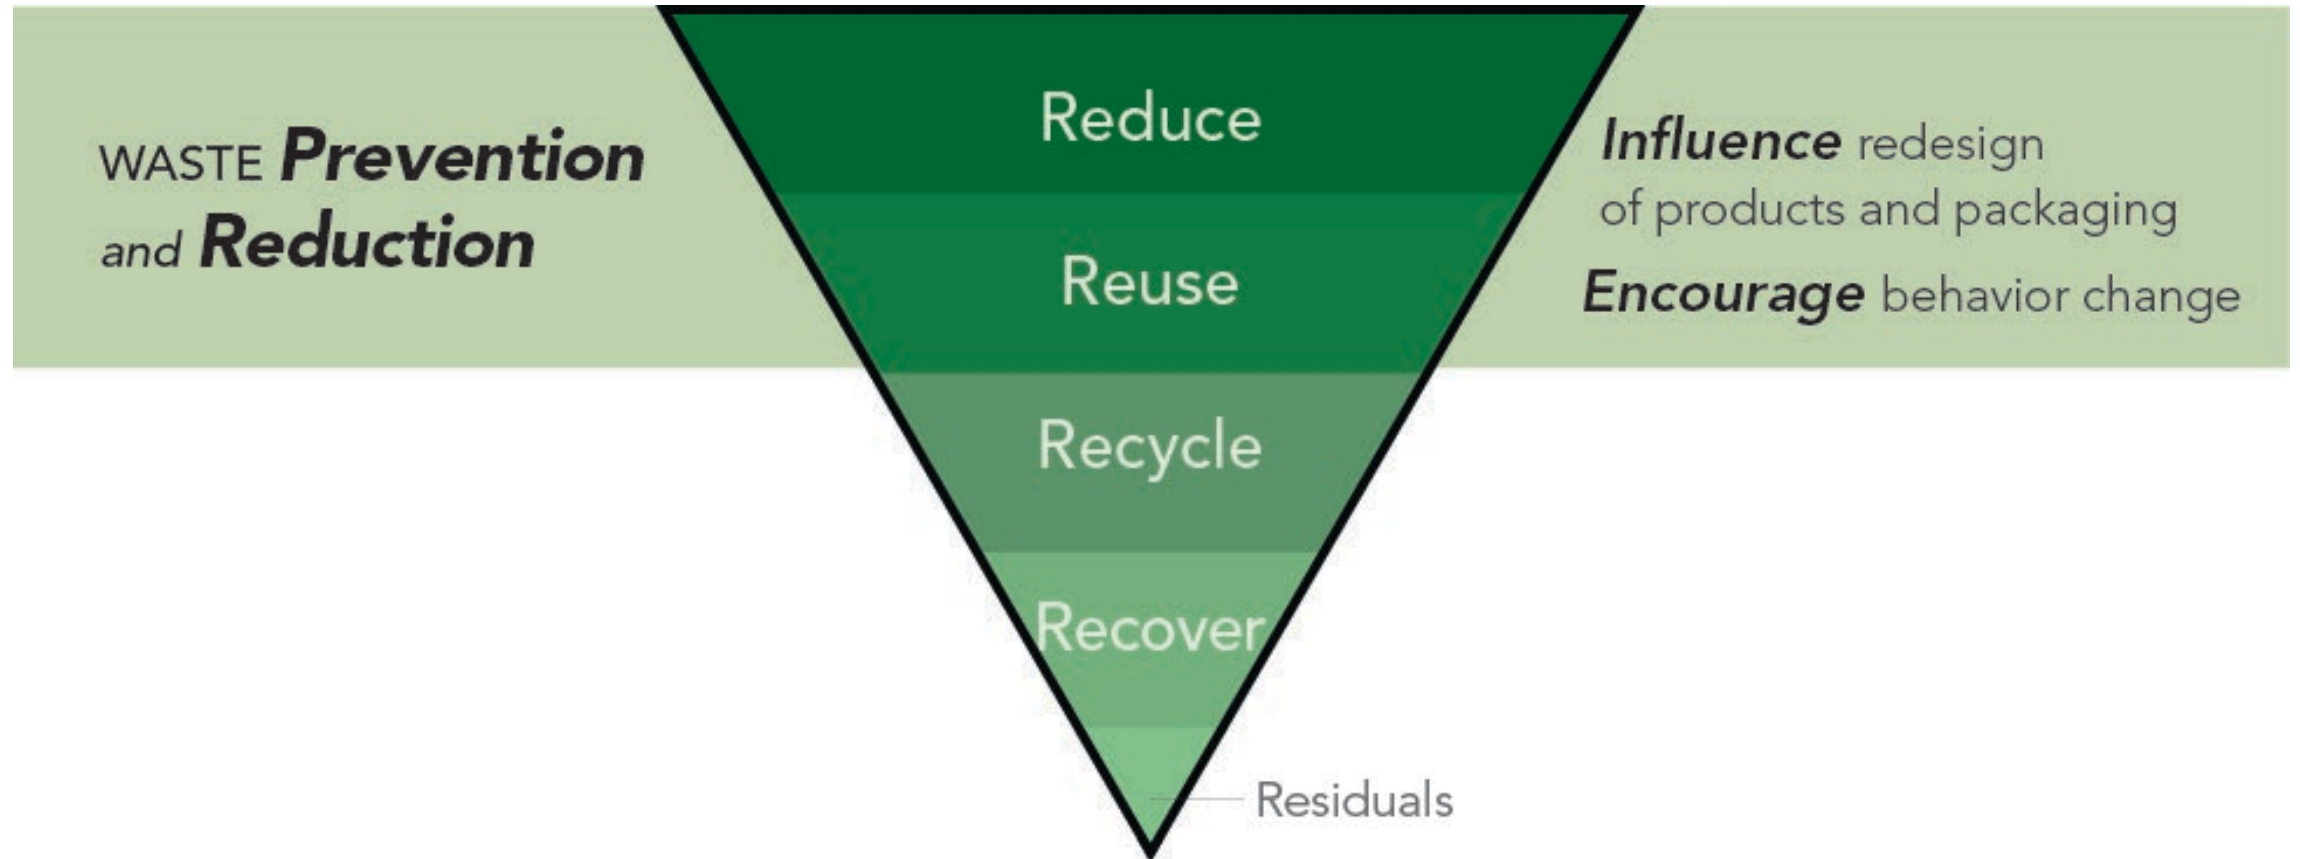 WASTE Prevention
and Reduction
Reduce
Reuse
Recycle
Recover
Residuals
Influence redesign
of products and packaging
Encourage behavior change